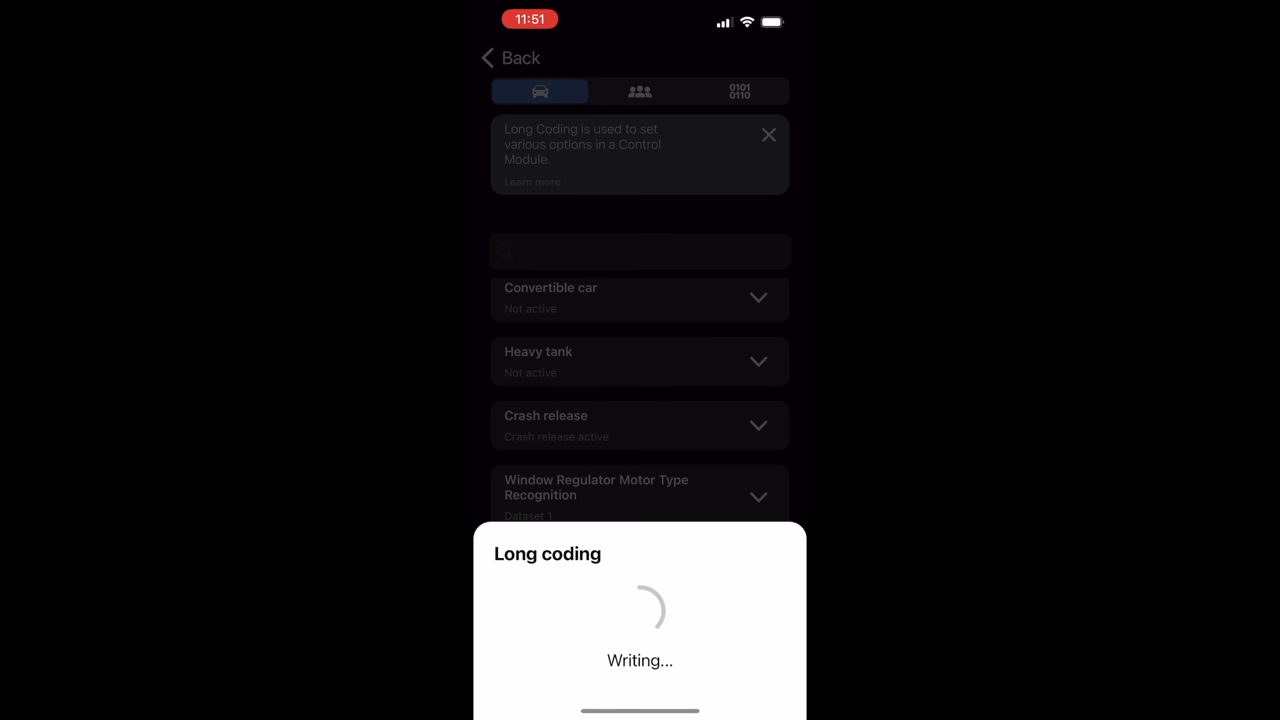 11:51
Back
0101
0110
Long Coding is used to set
various options in a Control
Module.
Learn more
Convertible car
Not active
Heavy tank
Not active
Crash release
Crash release active
Window Regulator Motor Type
Recognition
Dataset 1
Long coding
Writing...